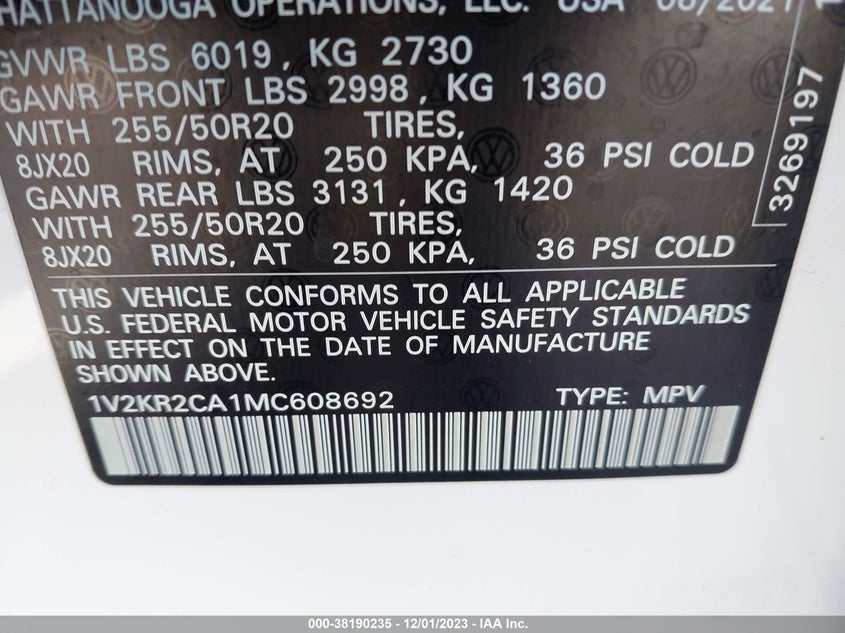 HATTANOOGA OPERATIONS, LLC. USA 08/2021
GVWR LBS 6019, KG 2730
GAWR FRONT LBS 2998, KG 1360
WITH 255/50R20 TIRES,
8JX20 RIMS, AT 250 KPA, 36 PSI COLD
GAWR REAR LBS 3131, KG 1420
WITH 255/50R20 TIRES,
8JX20 RIMS, AT 250 KPA, 36 PSI COLD
3269197
THIS VEHICLE CONFORMS TO ALL APPLICABLE
U.S. FEDERAL MOTOR VEHICLE SAFETY STANDARDS
IN EFFECT ON THE DATE OF MANUFACTURE
SHOWN ABOVE.
1V2KR2CA1MC608692 TYPE: MPV
000-38190235 - 12/01/2023 - IAA Inc.